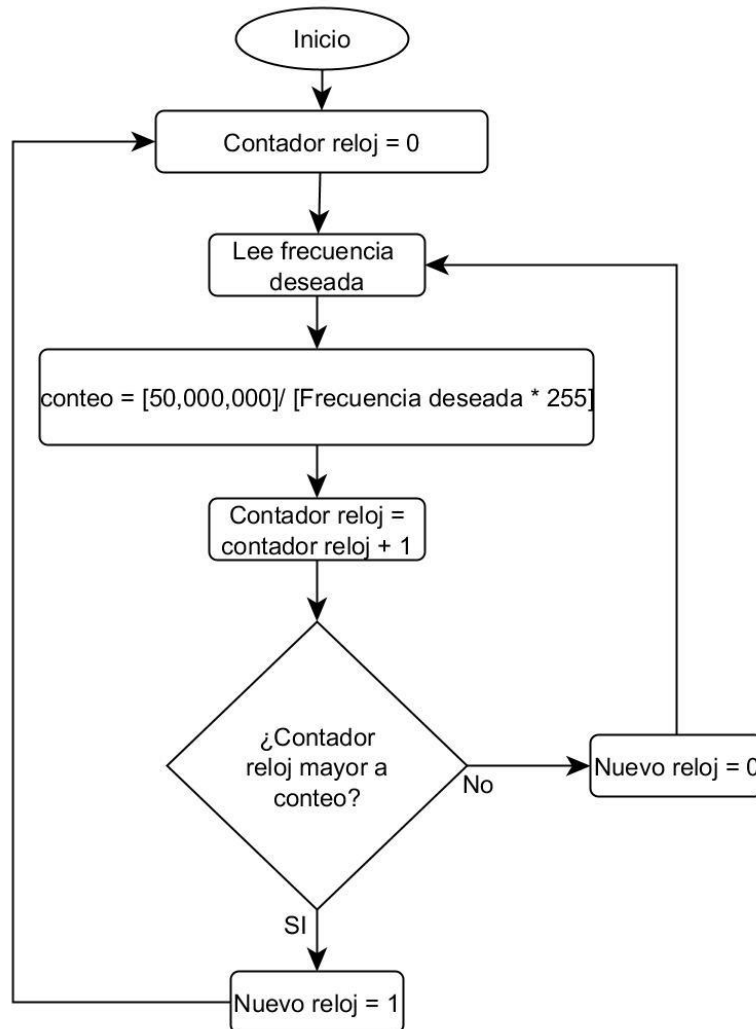 Inicio
Contador reloj = 0
Lee frecuencia
deseada
conteo = [50,000,000]/ [Frecuencia deseada * 255]
Contador reloj =
contador reloj + 1
¿Contador
reloj mayor a
conteo?
No
Nuevo reloj = 0
SI
Nuevo reloj = 1